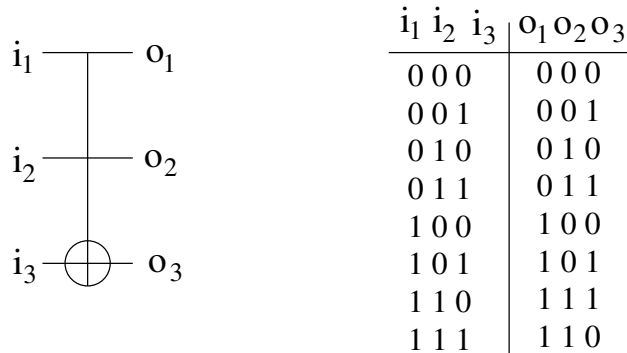 i1 o1
i2 o2
i3 o3
i1 i2 i3 o1 o2 o3
0 0 0 0 0 0
0 0 1 0 0 1
0 1 0 0 1 0
0 1 1 0 1 1
1 0 0 1 0 0
1 0 1 1 0 1
1 1 0 1 1 1
1 1 1 1 1 0